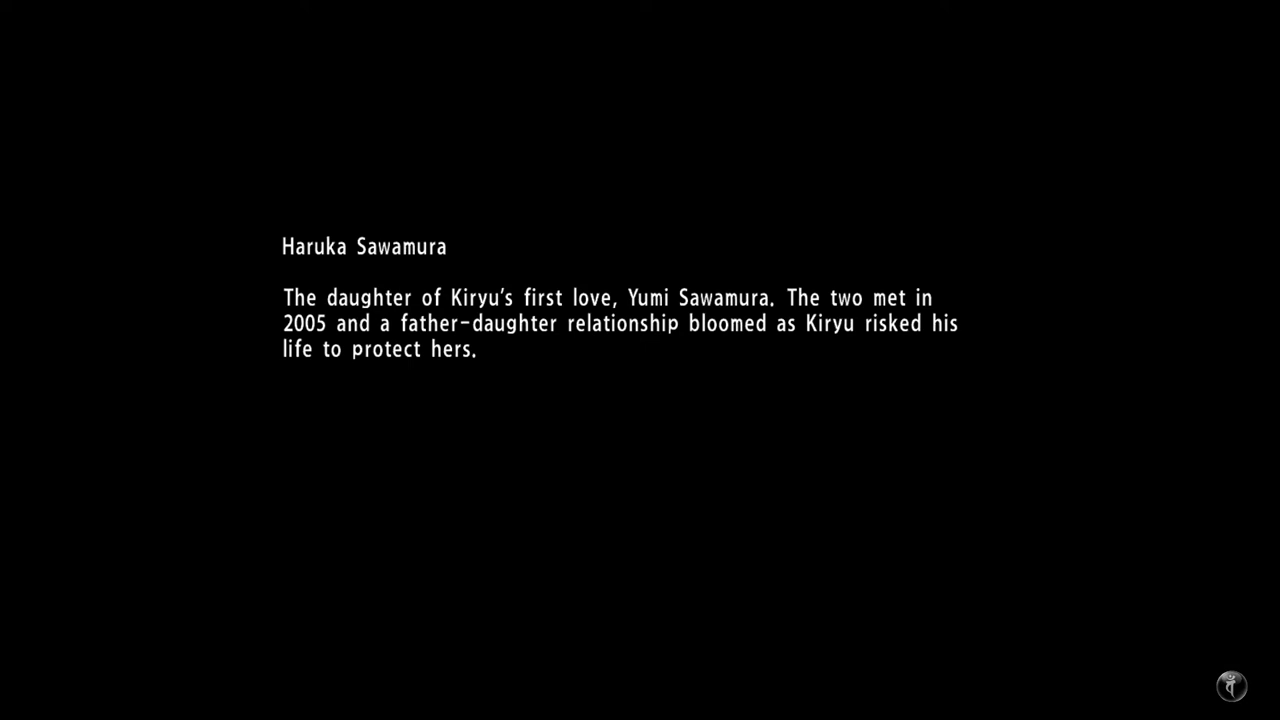 Haruka Sawamura
The daughter of Kiryu's first love, Yumi Sawamura. The two met in
2005 and a father-daughter relationship bloomed as Kiryu risked his
life to protect hers.